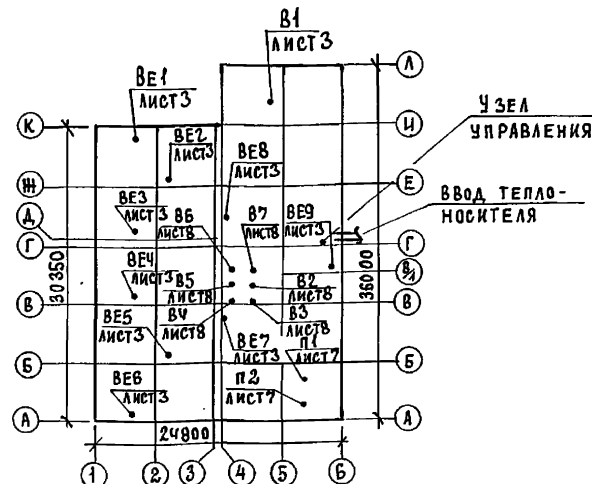 В1
ЛИСТ3
Л
ВЕ1
ЛИСТ3
УЗЕЛ
УПРАВЛЕНИЯ
К
ВЕ2
ЛИСТ3
И
ВЕ8
ЛИСТ3
Ж
Е
ВВОД ТЕПЛО-
НОСИТЕЛЯ
ВЕ3
ЛИСТ3
В6
ЛИСТ8
В7
ЛИСТ8
ВЕ9
ЛИСТ3
Д
Г
Г
ВЕ4
ЛИСТ3
В5
ЛИСТ8
В2
ЛИСТ8
В/1
30350
36000
В
В4
ЛИСТ8
В3
ЛИСТ8
В
ВЕ5
ЛИСТ3
ВЕ7
ЛИСТ3
П1
ЛИСТ7
Б
Б
ВЕ6
ЛИСТ3
П2
ЛИСТ7
А
А
24800
1
2
3
4
5
6